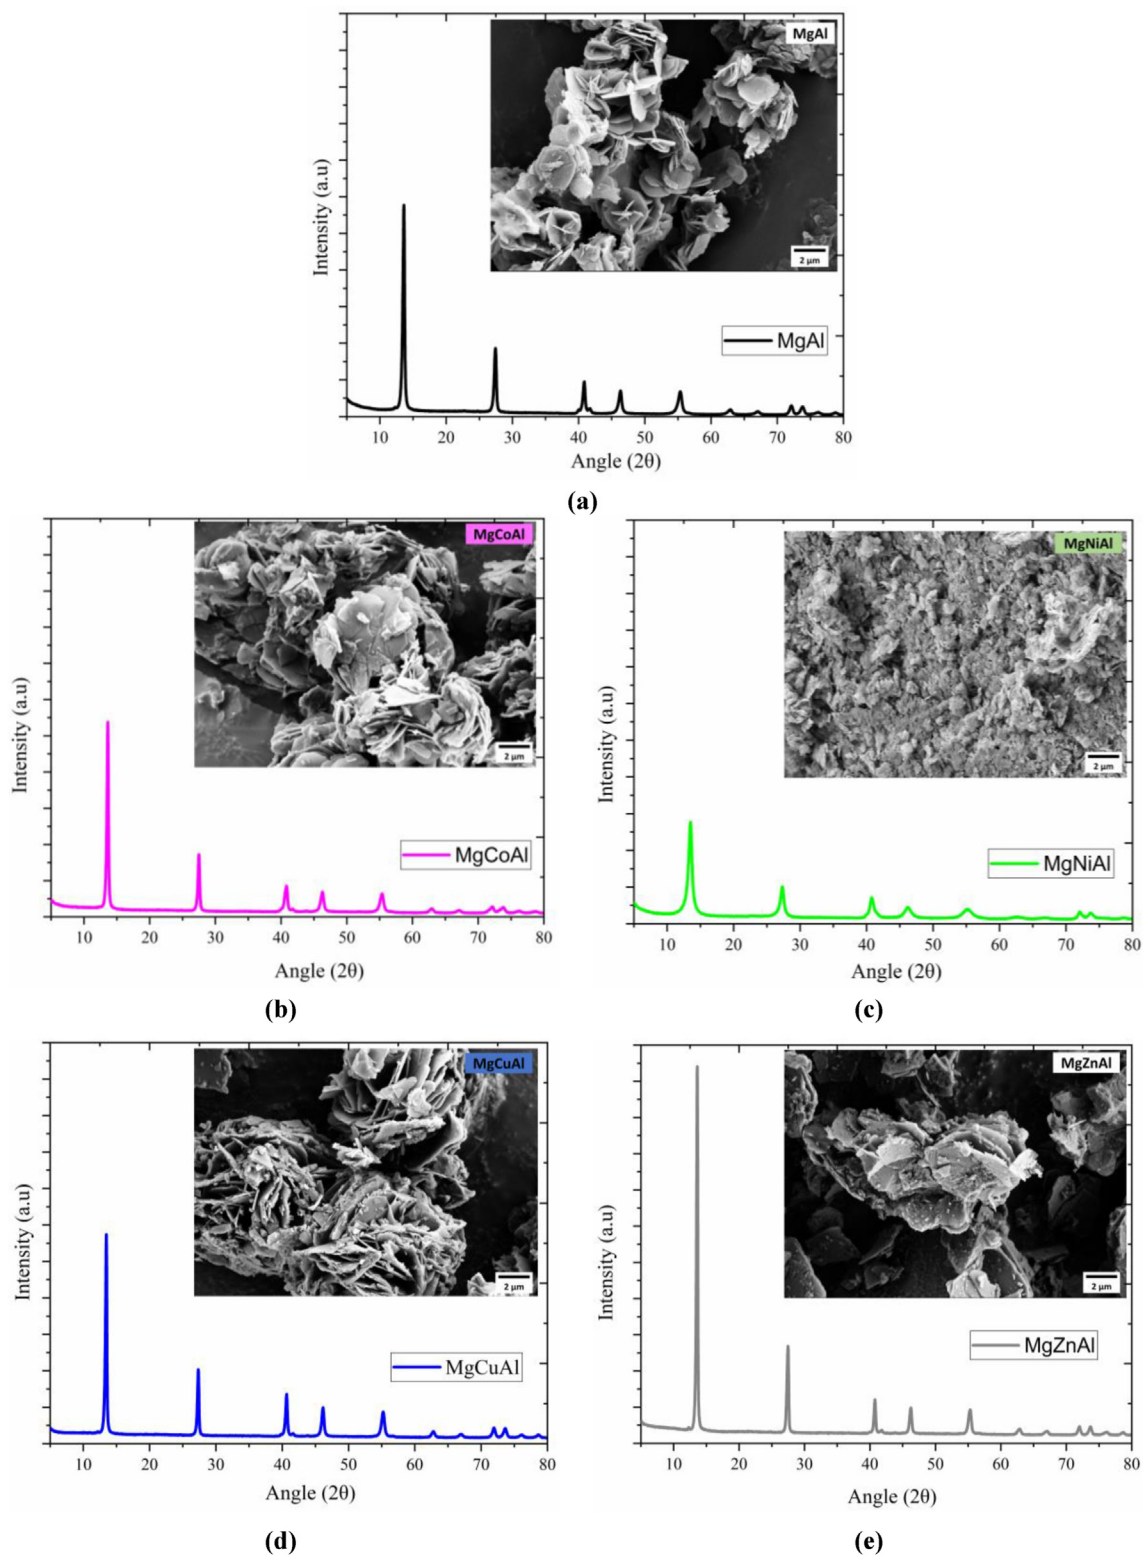 MgAl
2 μm
Intensity (a.u)
MgAl
10 20 30 40 50 60 70 80
Angle (2θ)
(a)
MgCoAl
2 μm
Intensity (a.u)
MgCoAl
10 20 30 40 50 60 70 80
Angle (2θ)
(b)
MgNiAl
2 μm
Intensity (a.u)
MgNiAl
10 20 30 40 50 60 70 80
Angle (2θ)
(c)
MgCuAl
2 μm
Intensity (a.u)
MgCuAl
10 20 30 40 50 60 70 80
Angle (2θ)
(d)
MgZnAl
2 μm
Intensity (a.u)
MgZnAl
10 20 30 40 50 60 70 80
Angle (2θ)
(e)